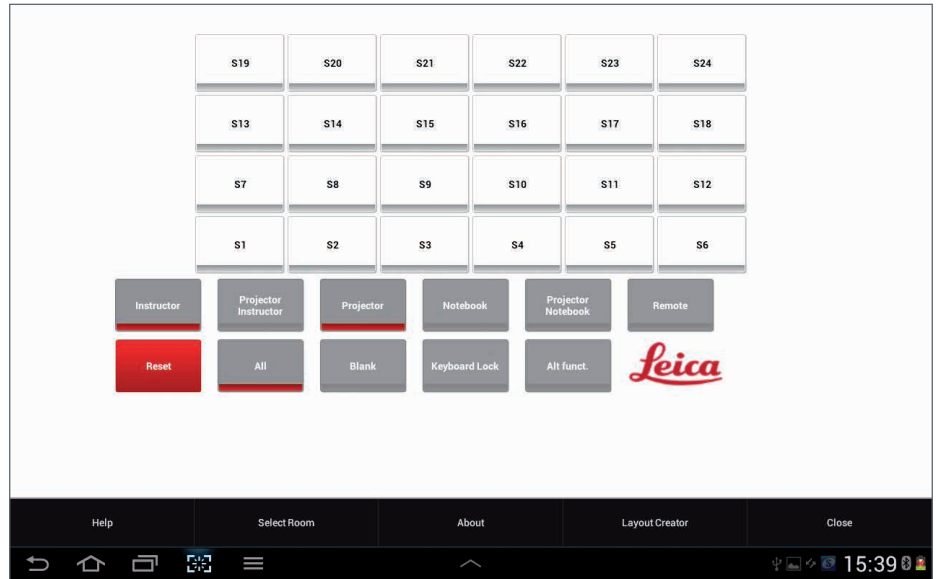 S19 S20 S21 S22 S23 S24
S13 S14 S15 S16 S17 S18
S7 S8 S9 S10 S11 S12
S1 S2 S3 S4 S5 S6
Instructor Projector Instructor Projector Notebook Projector Notebook Remote
Reset All Blank Keyboard Lock Alt funct. Leica
Help Select Room About Layout Creator Close
15:39